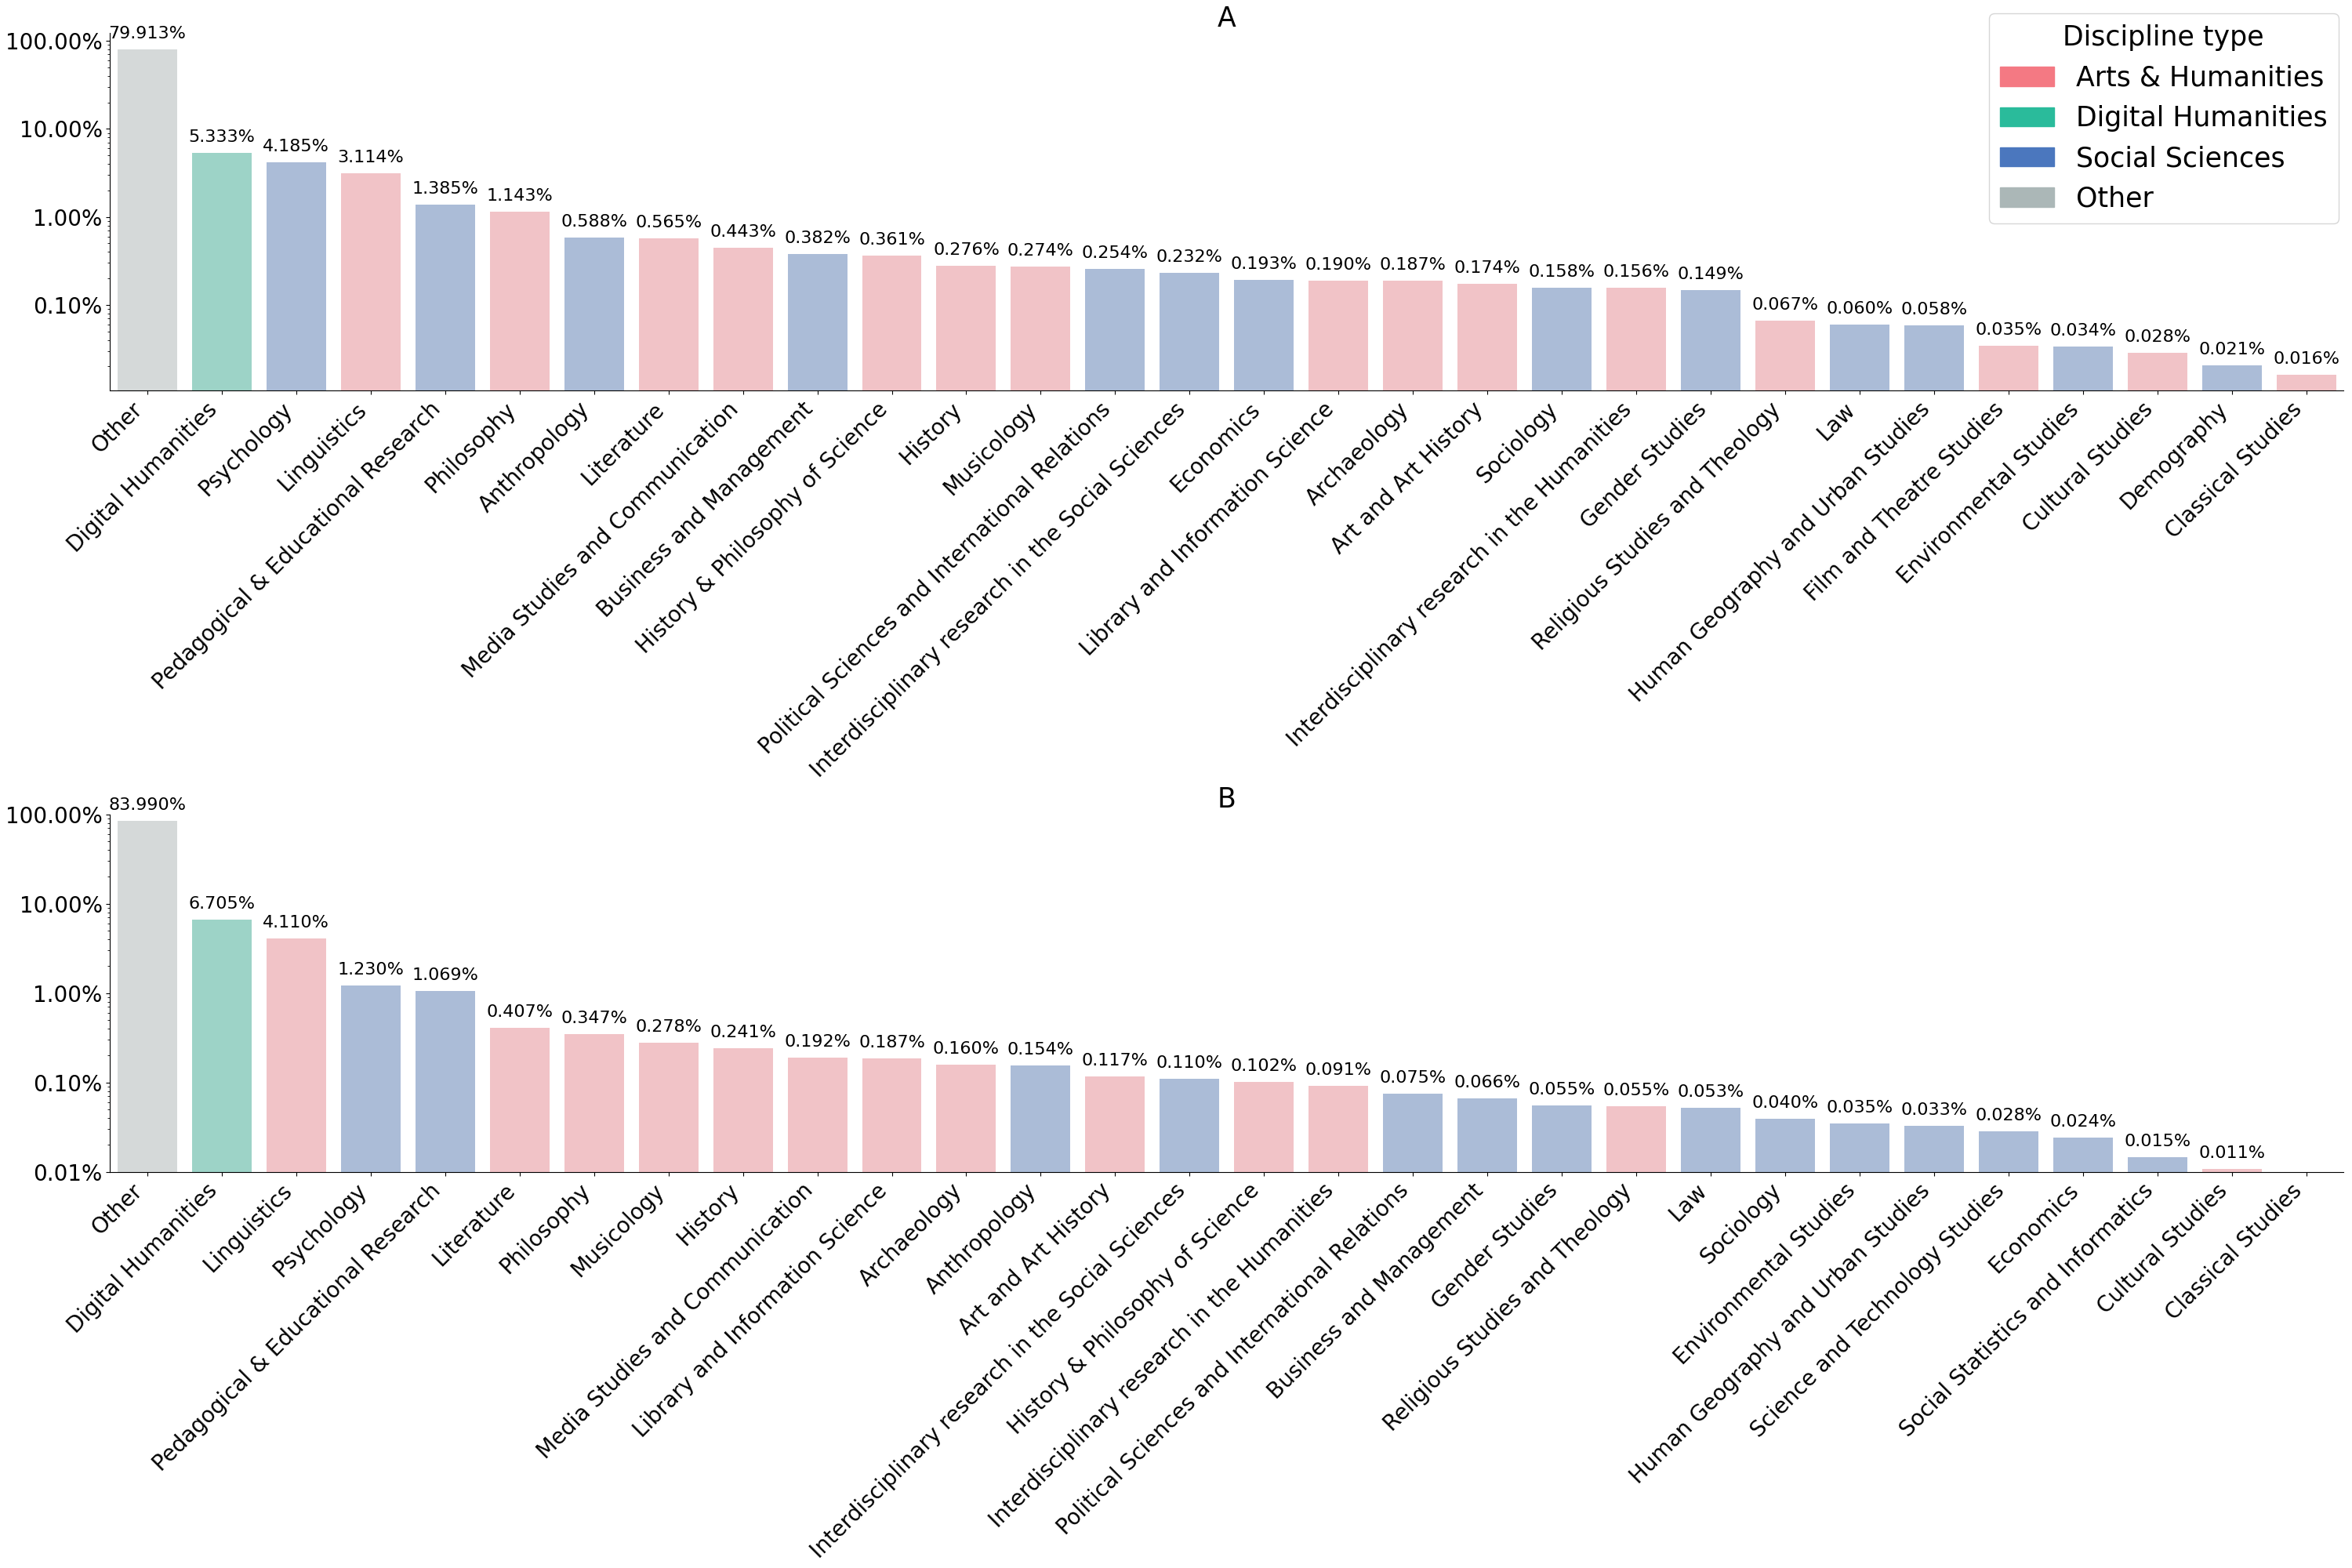 A
Discipline type
Arts & Humanities
Digital Humanities
Social Sciences
Other
100.00%
10.00%
1.00%
0.10%
79.913%
5.333%
4.185%
3.114%
1.385%
1.143%
0.588%
0.565%
0.443%
0.382%
0.361%
0.276%
0.274%
0.254%
0.232%
0.193%
0.190%
0.187%
0.174%
0.158%
0.156%
0.149%
0.067%
0.060%
0.058%
0.035%
0.034%
0.028%
0.021%
0.016%
Other
Digital Humanities
Psychology
Linguistics
Pedagogical & Educational Research
Philosophy
Anthropology
Literature
Media Studies and Communication
Business and Management
History & Philosophy of Science
History
Musicology
Political Sciences and International Relations
Interdisciplinary research in the Social Sciences
Economics
Library and Information Science
Archaeology
Art and Art History
Sociology
Interdisciplinary research in the Humanities
Gender Studies
Religious Studies and Theology
Law
Human Geography and Urban Studies
Film and Theatre Studies
Environmental Studies
Cultural Studies
Demography
Classical Studies
B
100.00%
10.00%
1.00%
0.10%
0.01%
83.990%
6.705%
4.110%
1.230%
1.069%
0.407%
0.347%
0.278%
0.241%
0.192%
0.187%
0.160%
0.154%
0.117%
0.110%
0.102%
0.091%
0.075%
0.066%
0.055%
0.055%
0.053%
0.040%
0.035%
0.033%
0.028%
0.024%
0.015%
0.011%
Other
Digital Humanities
Linguistics
Psychology
Pedagogical & Educational Research
Literature
Philosophy
Musicology
History
Media Studies and Communication
Library and Information Science
Archaeology
Anthropology
Art and Art History
Interdisciplinary research in the Social Sciences
History & Philosophy of Science
Interdisciplinary research in the Humanities
Political Sciences and International Relations
Business and Management
Gender Studies
Religious Studies and Theology
Law
Sociology
Environmental Studies
Human Geography and Urban Studies
Science and Technology Studies
Economics
Social Statistics and Informatics
Cultural Studies
Classical Studies